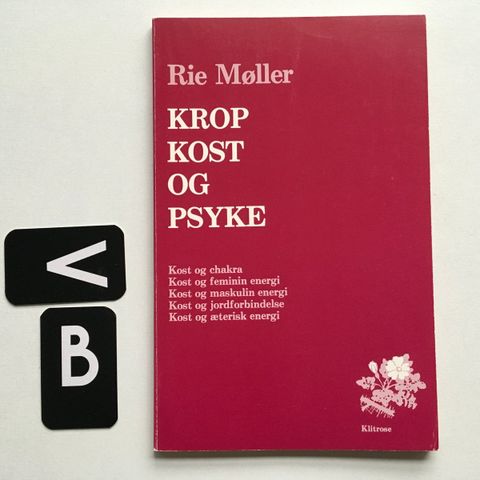 Rie Møller
KROP
KOST
OG
PSYKE
Kost og chakra
Kost og feminin energi
Kost og maskulin energi
Kost og jordforbindelse
Kost og æterisk energi
Klitrose
V
B